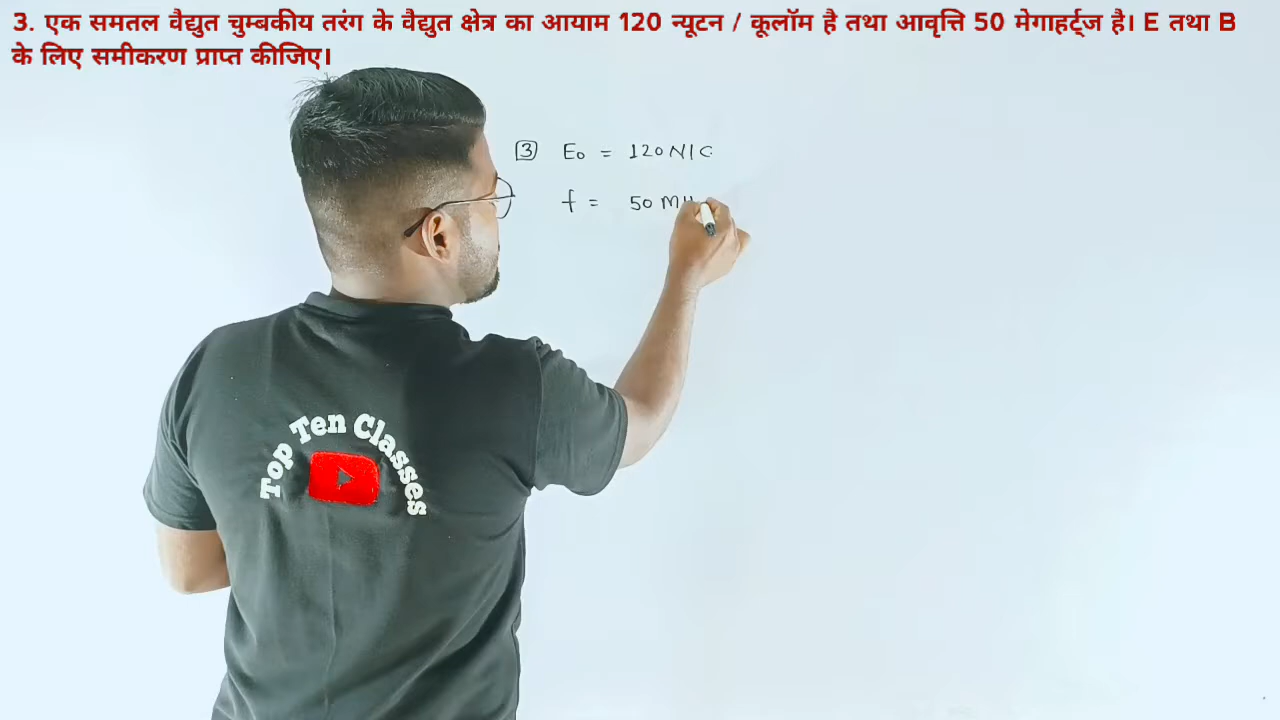 3. एक समतल वैद्युत चुम्बकीय तरंग के वैद्युत क्षेत्र का आयाम 120 न्यूटन / कूलॉम है तथा आवृत्ति 50 मेगाहर्ट्ज है। E तथा B
के लिए समीकरण प्राप्त कीजिए।
3 E₀ = 120 N/C
f = 50 MH
Top Ten Classes